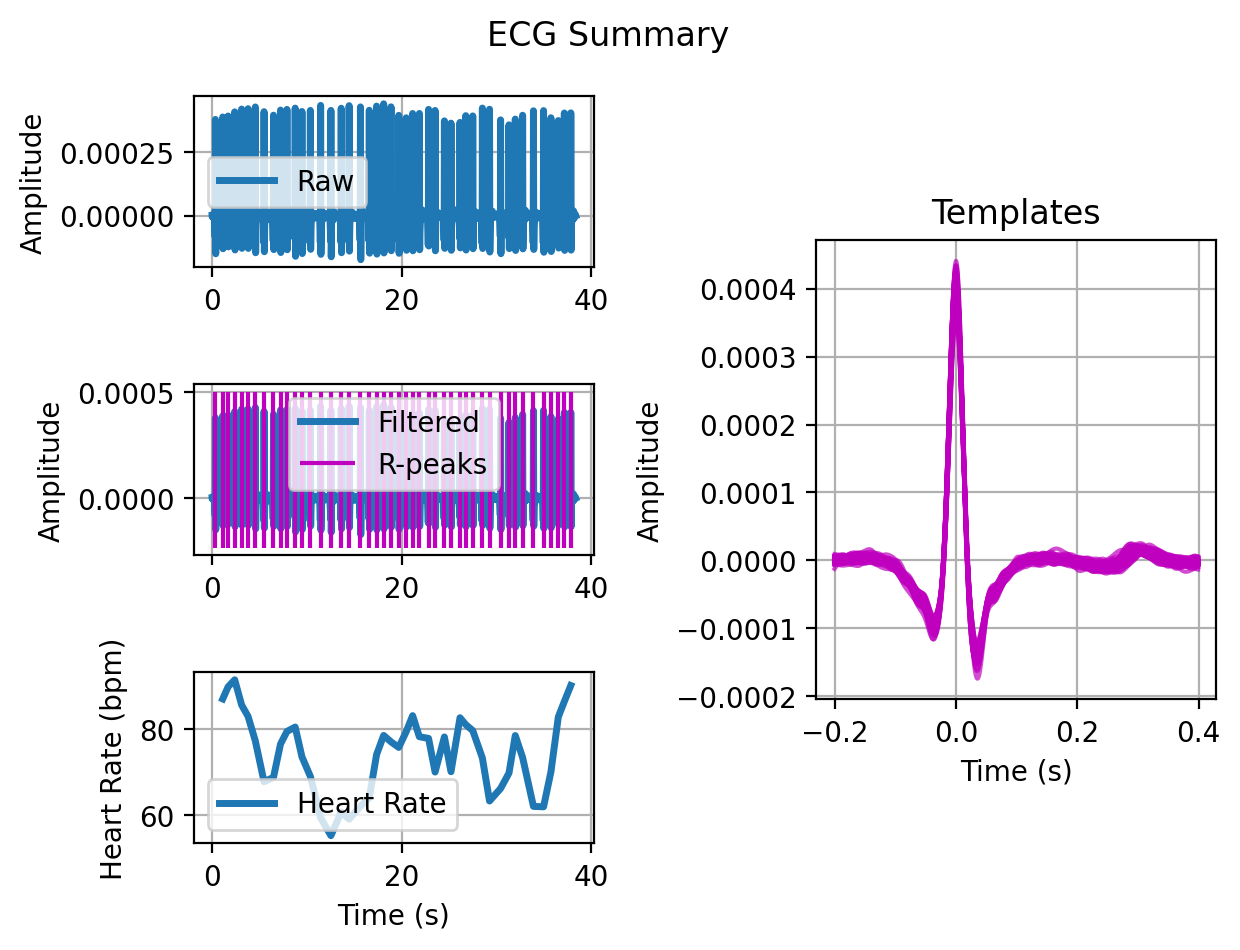 ECG Summary
Amplitude
0.00025
0.00000
Raw
0 20 40
Amplitude
0.0005
0.0000
Filtered
R-peaks
0 20 40
Heart Rate (bpm)
80
60
Heart Rate
0 20 40
Time (s)
Templates
Amplitude
0.0004
0.0003
0.0002
0.0001
0.0000
−0.0001
−0.0002
−0.2 0.0 0.2 0.4
Time (s)